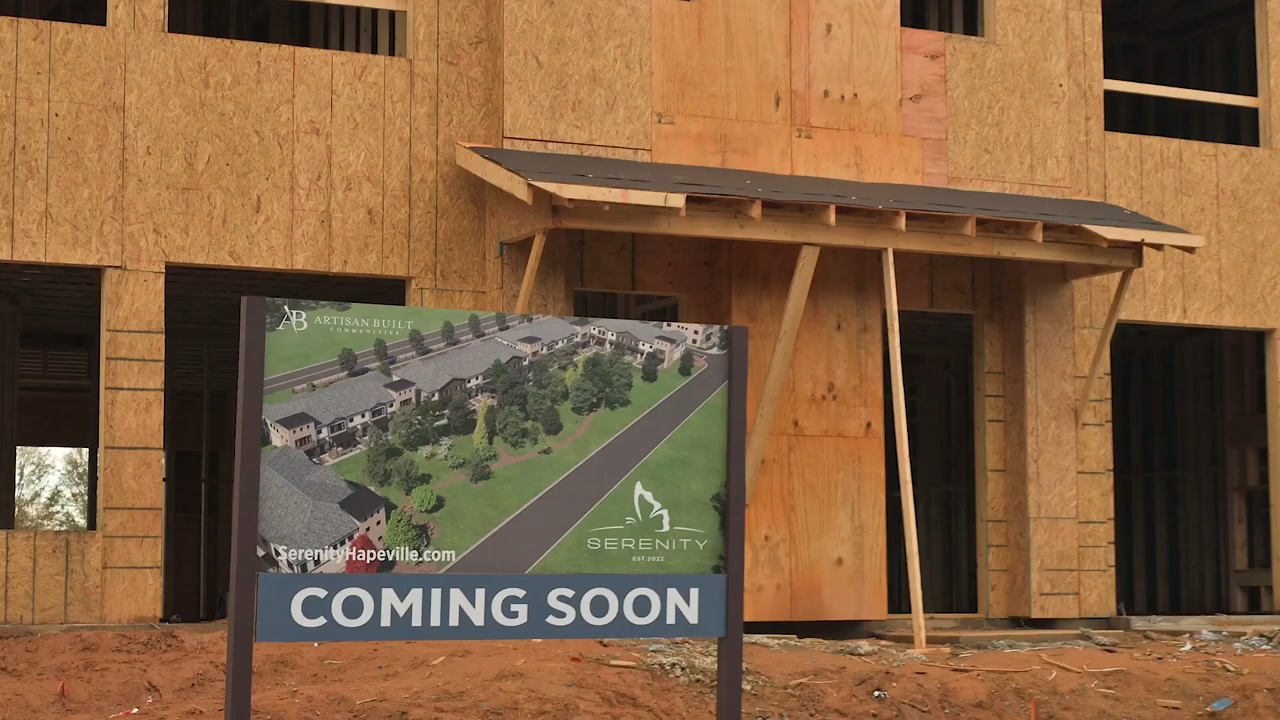 AB ARTISAN BUILT
COMMUNITIES
SERENITY
EST.2022
SerenityHapeville.com
COMING SOON